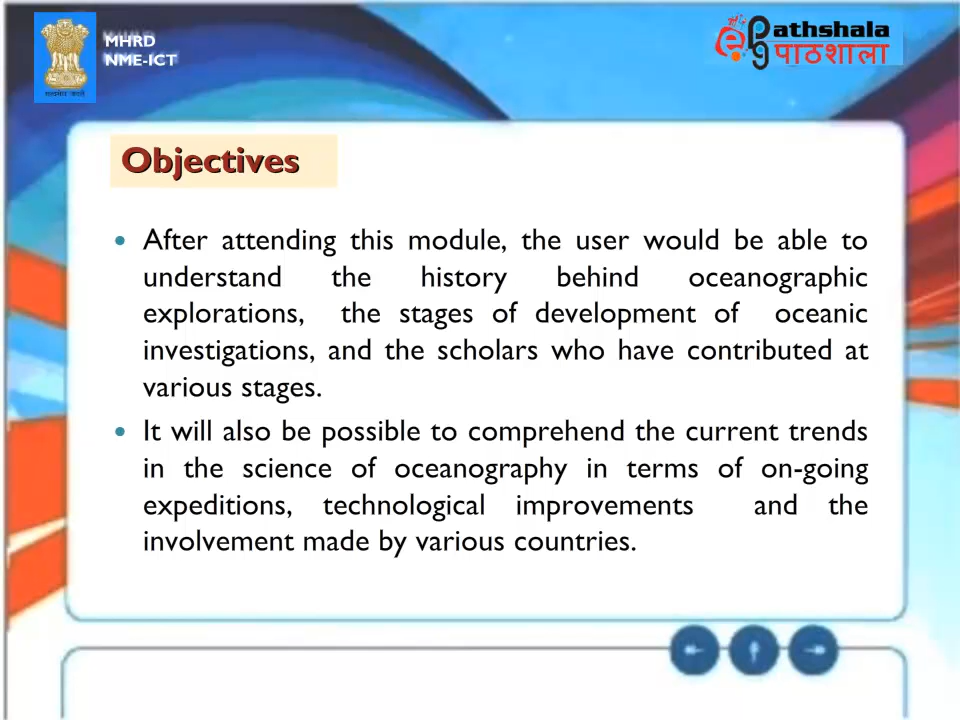 MHRD
NME-ICT
epgPathshala
पाठशाला
Objectives
• After attending this module, the user would be able to
understand the history behind oceanographic
explorations, the stages of development of oceanic
investigations, and the scholars who have contributed at
various stages.
• It will also be possible to comprehend the current trends
in the science of oceanography in terms of on-going
expeditions, technological improvements and the
involvement made by various countries.